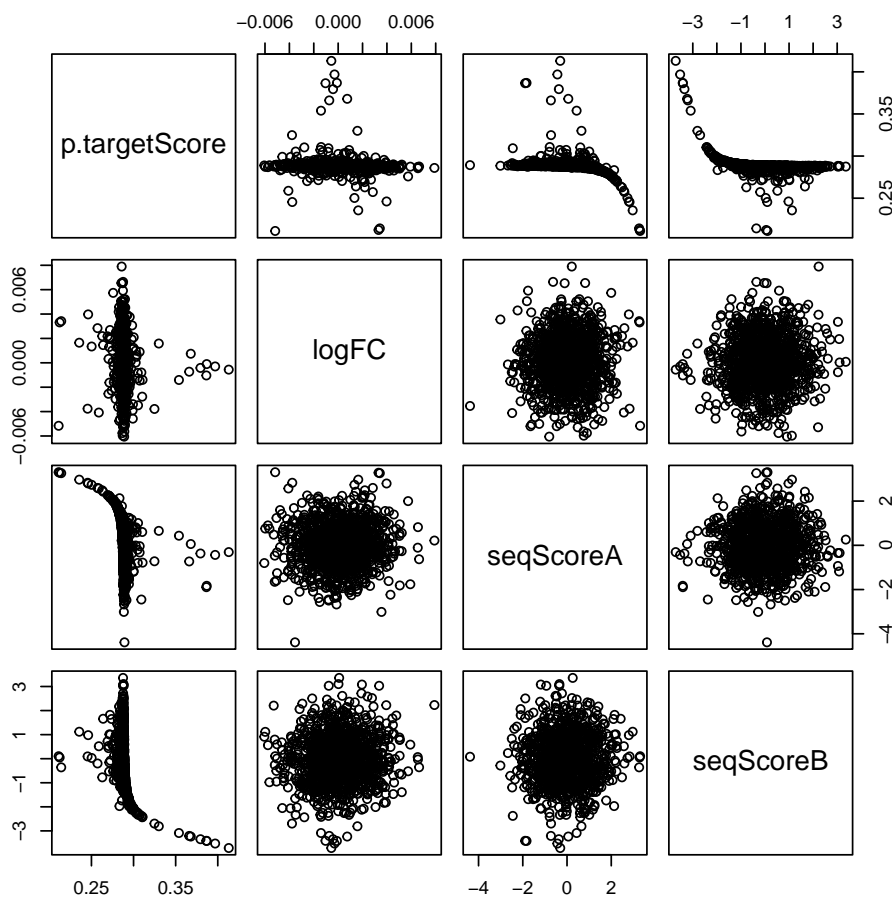 −0.006 0.000 0.006 −3 −1 1 3
p.targetScore 0.25 0.35
−0.006 0.000 0.006 logFC
seqScoreA −4 −2 0 2
−3 −1 1 3 seqScoreB
0.25 0.35 −4 −2 0 2